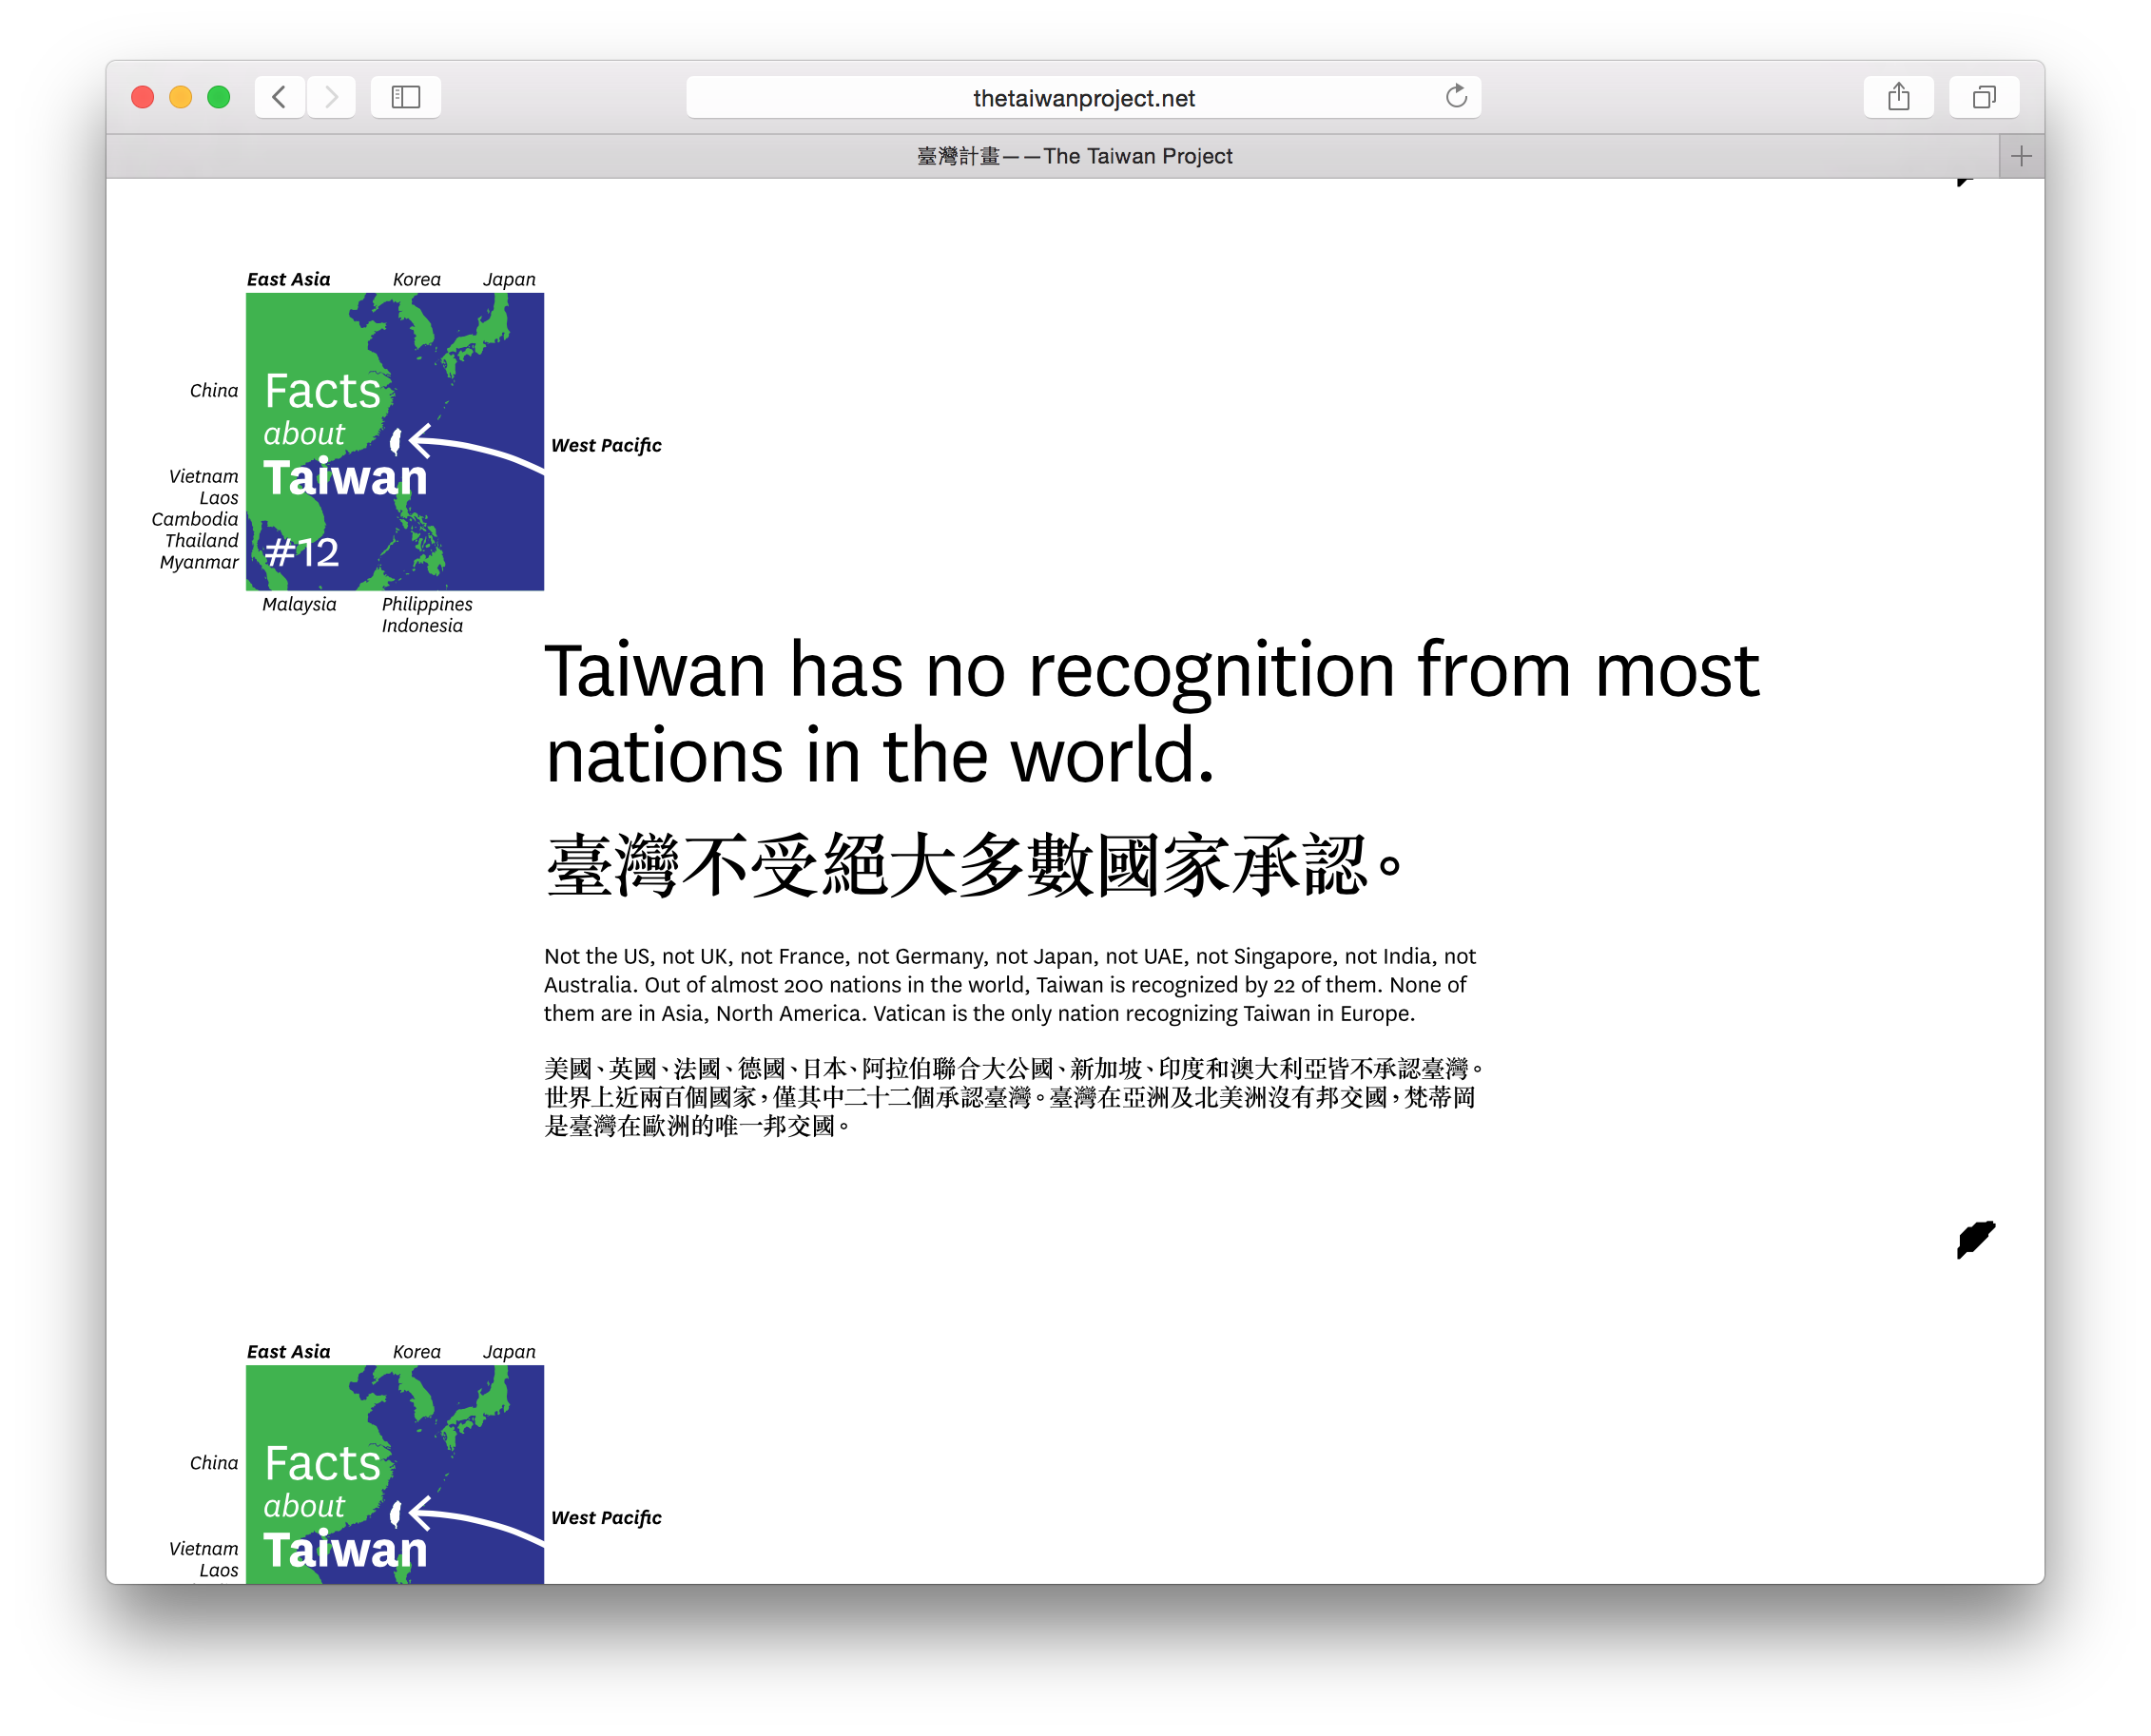 thetaiwanproject.net
臺灣計畫——The Taiwan Project
East Asia Korea Japan
China
Facts
about
Taiwan
West Pacific
Vietnam
Laos
Cambodia
Thailand
Myanmar
#12
Malaysia Philippines
Indonesia
Taiwan has no recognition from most
nations in the world.
臺灣不受絕大多數國家承認。
Not the US, not UK, not France, not Germany, not Japan, not UAE, not Singapore, not India, not
Australia. Out of almost 200 nations in the world, Taiwan is recognized by 22 of them. None of
them are in Asia, North America. Vatican is the only nation recognizing Taiwan in Europe.
美國、英國、法國、德國、日本、阿拉伯聯合大公國、新加坡、印度和澳大利亞皆不承認臺灣。
世界上近兩百個國家，僅其中二十二個承認臺灣。臺灣在亞洲及北美洲沒有邦交國，梵蒂岡
是臺灣在歐洲的唯一邦交國。
East Asia Korea Japan
China
Facts
about
Taiwan
West Pacific
Vietnam
Laos